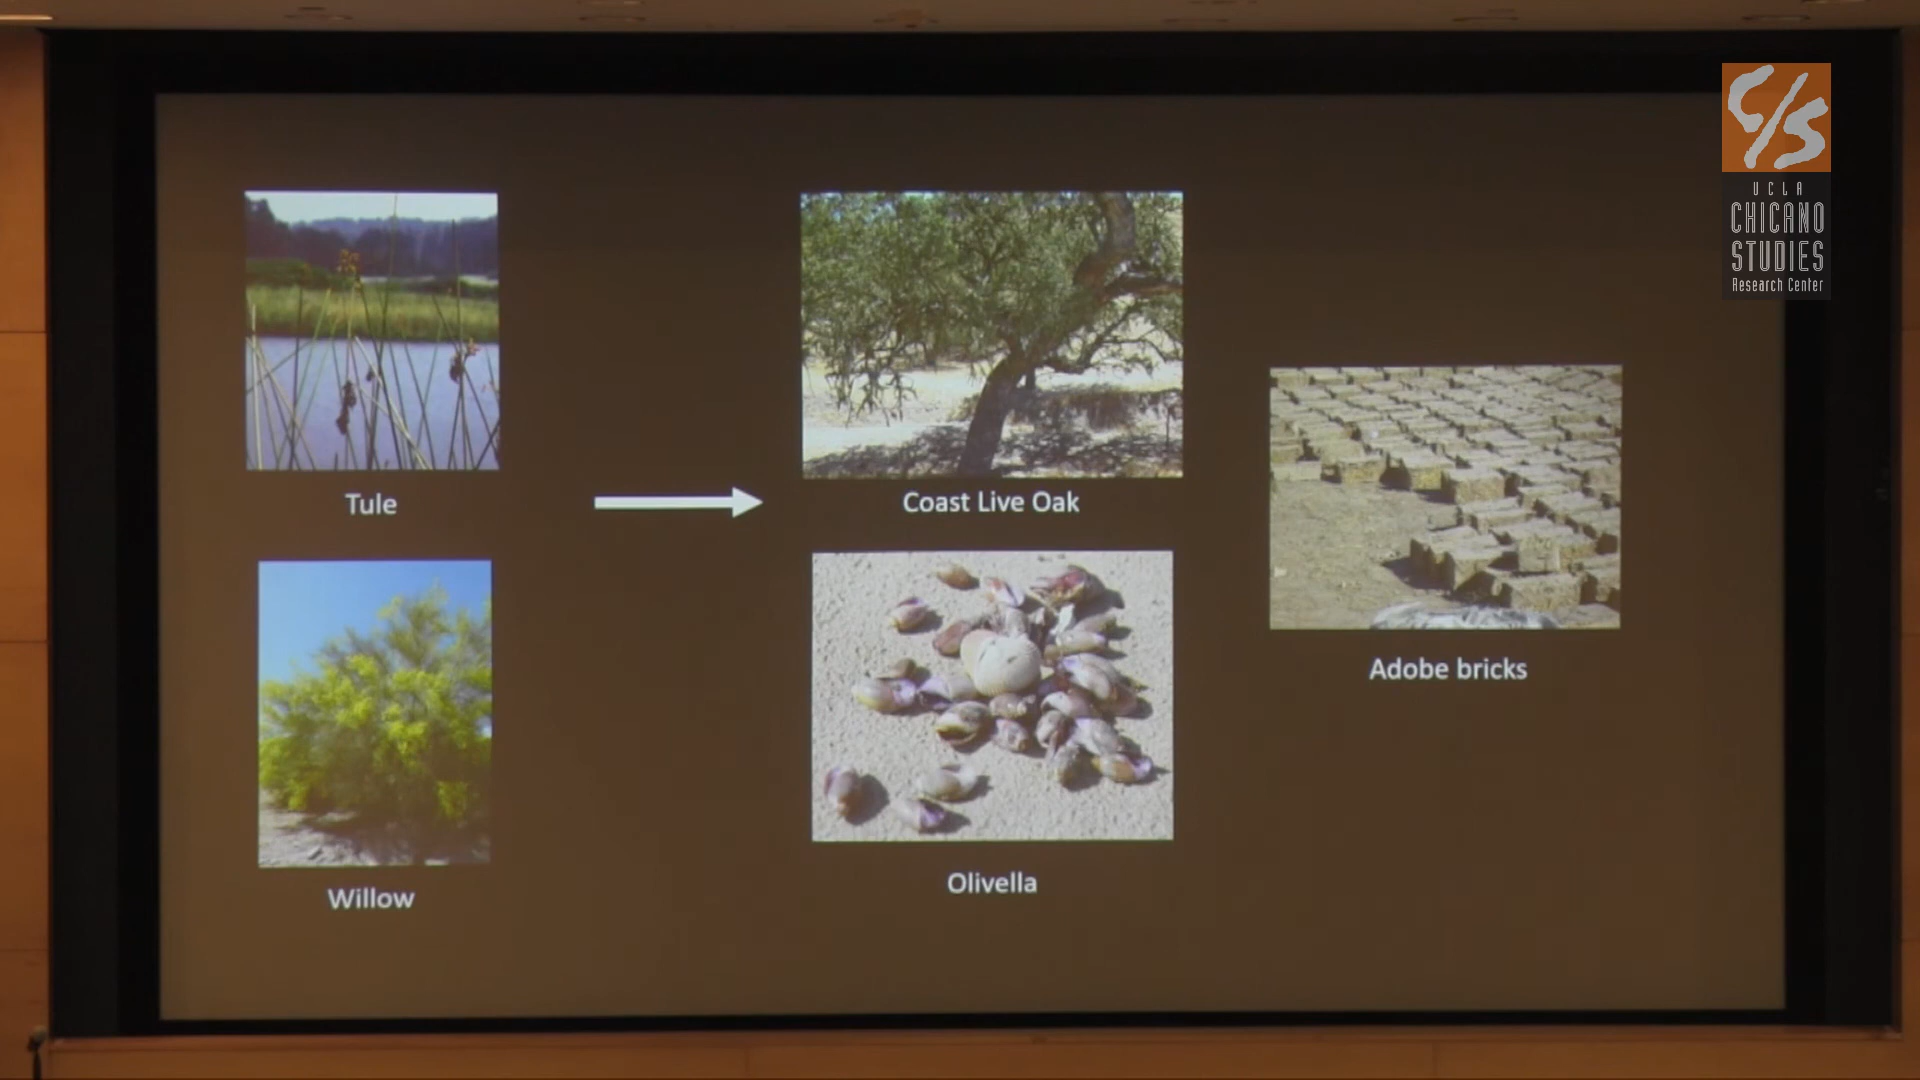 Tule
Coast Live Oak
Adobe bricks
Willow
Olivella
C/S
UCLA
CHICANO
STUDIES
Research Center